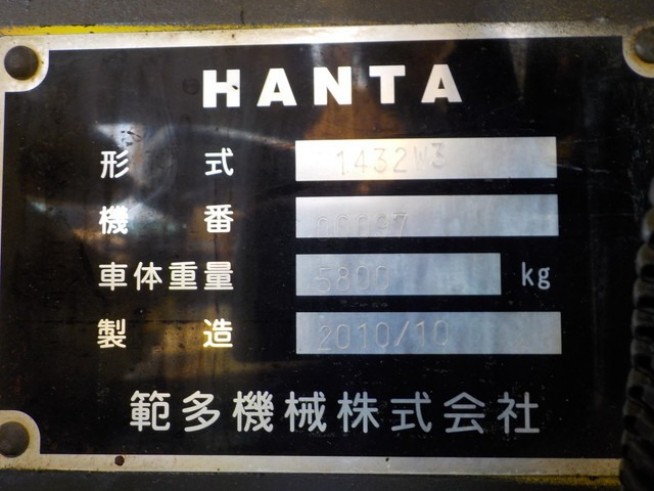 HANTA
形 式 1432W3
機 番
車体重量 5800 kg
製 造 2010/10
範多機械株式会社